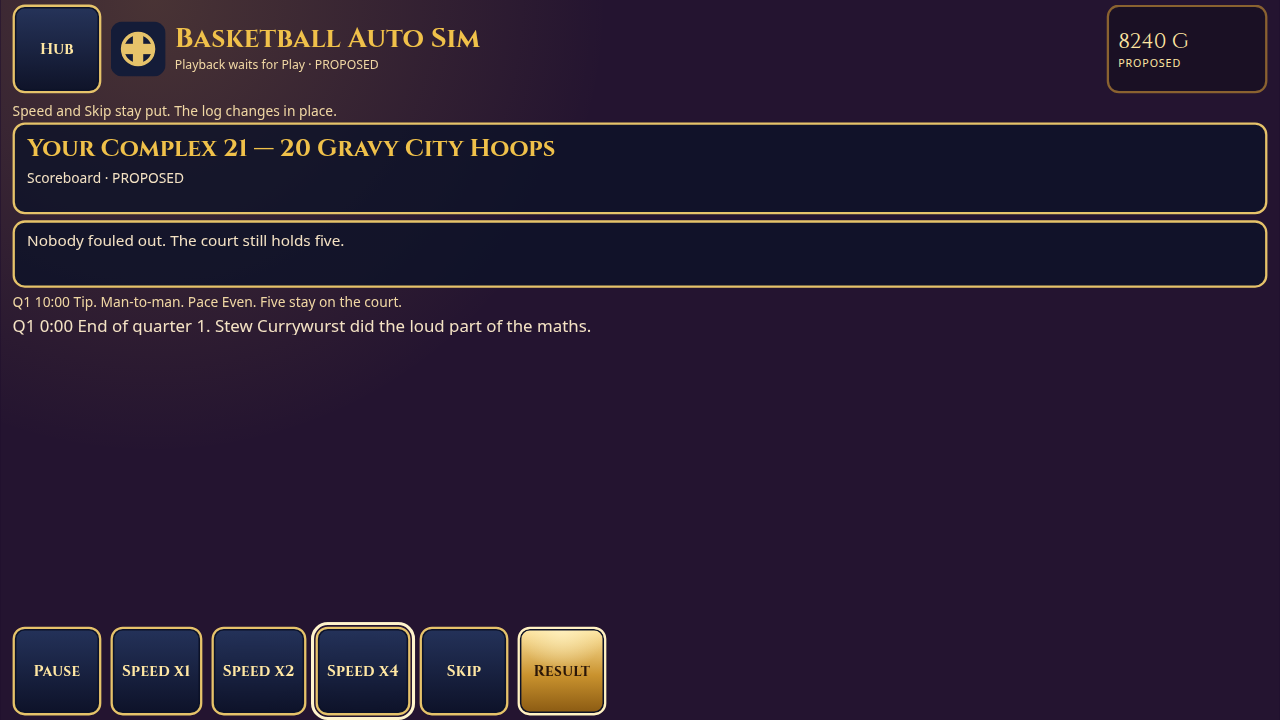 Hub
Basketball Auto Sim
Playback waits for Play · PROPOSED
8240 G
PROPOSED
Speed and Skip stay put. The log changes in place.
Your Complex 21 — 20 Gravy City Hoops
Scoreboard · PROPOSED
Nobody fouled out. The court still holds five.
Q1 10:00 Tip. Man-to-man. Pace Even. Five stay on the court.
Q1 0:00 End of quarter 1. Stew Currywurst did the loud part of the maths.
Pause
Speed x1
Speed x2
Speed x4
Skip
Result